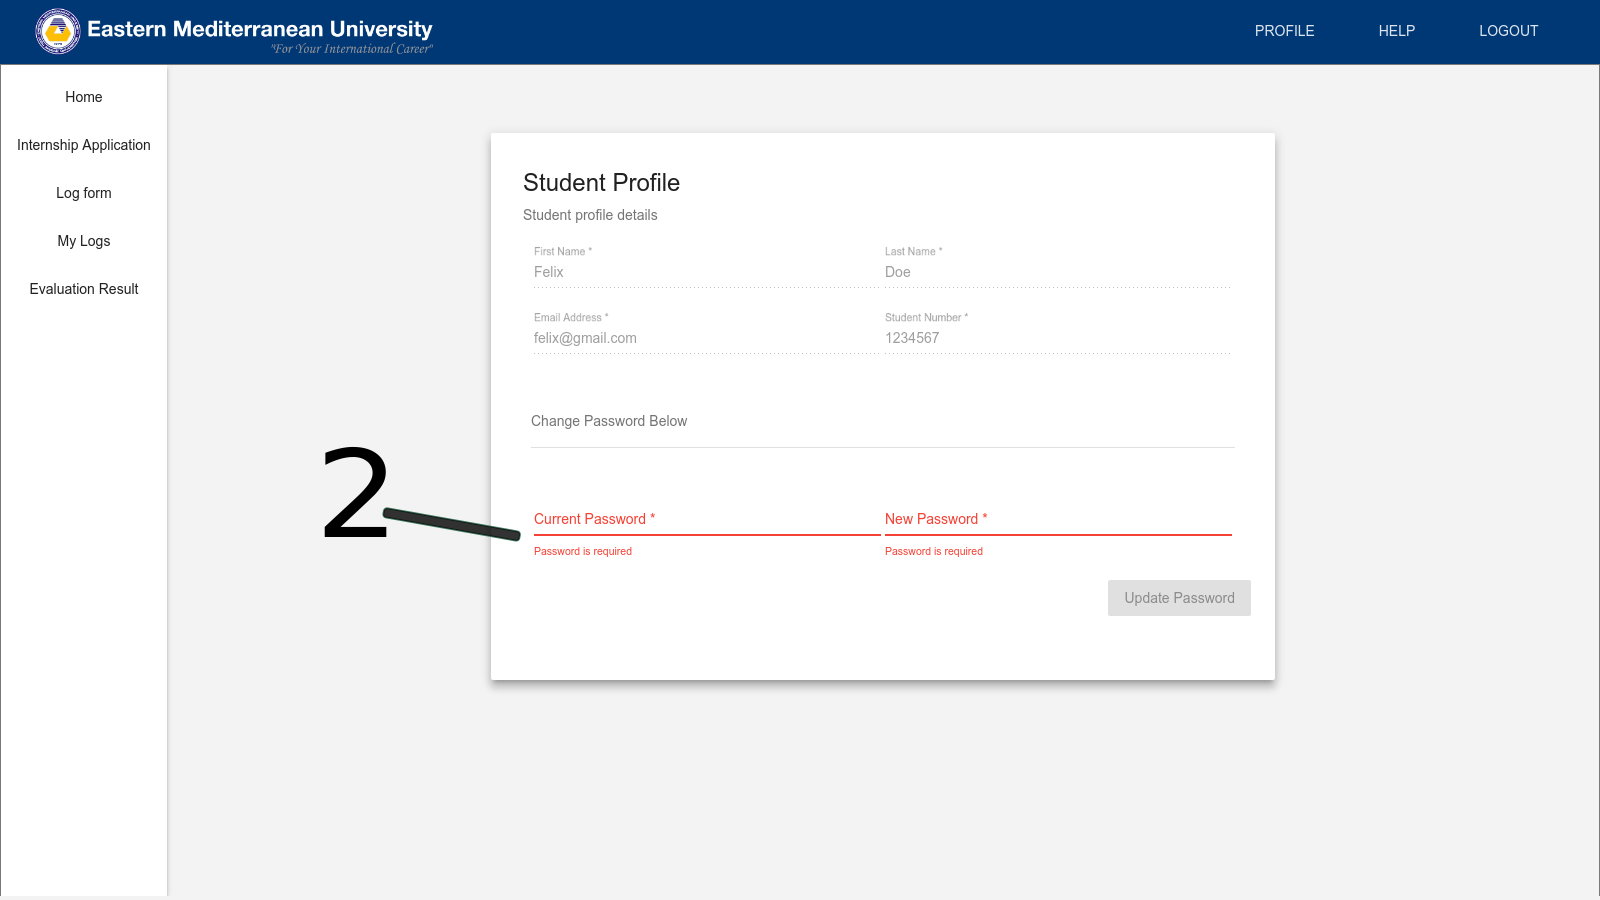 Eastern Mediterranean University
"For Your International Career"
PROFILE HELP LOGOUT
Home
Internship Application
Log form
My Logs
Evaluation Result
Student Profile
Student profile details
First Name * Last Name *
Felix Doe
Email Address * Student Number *
felix@gmail.com 1234567
Change Password Below
2
Current Password * New Password *
Password is required Password is required
Update Password